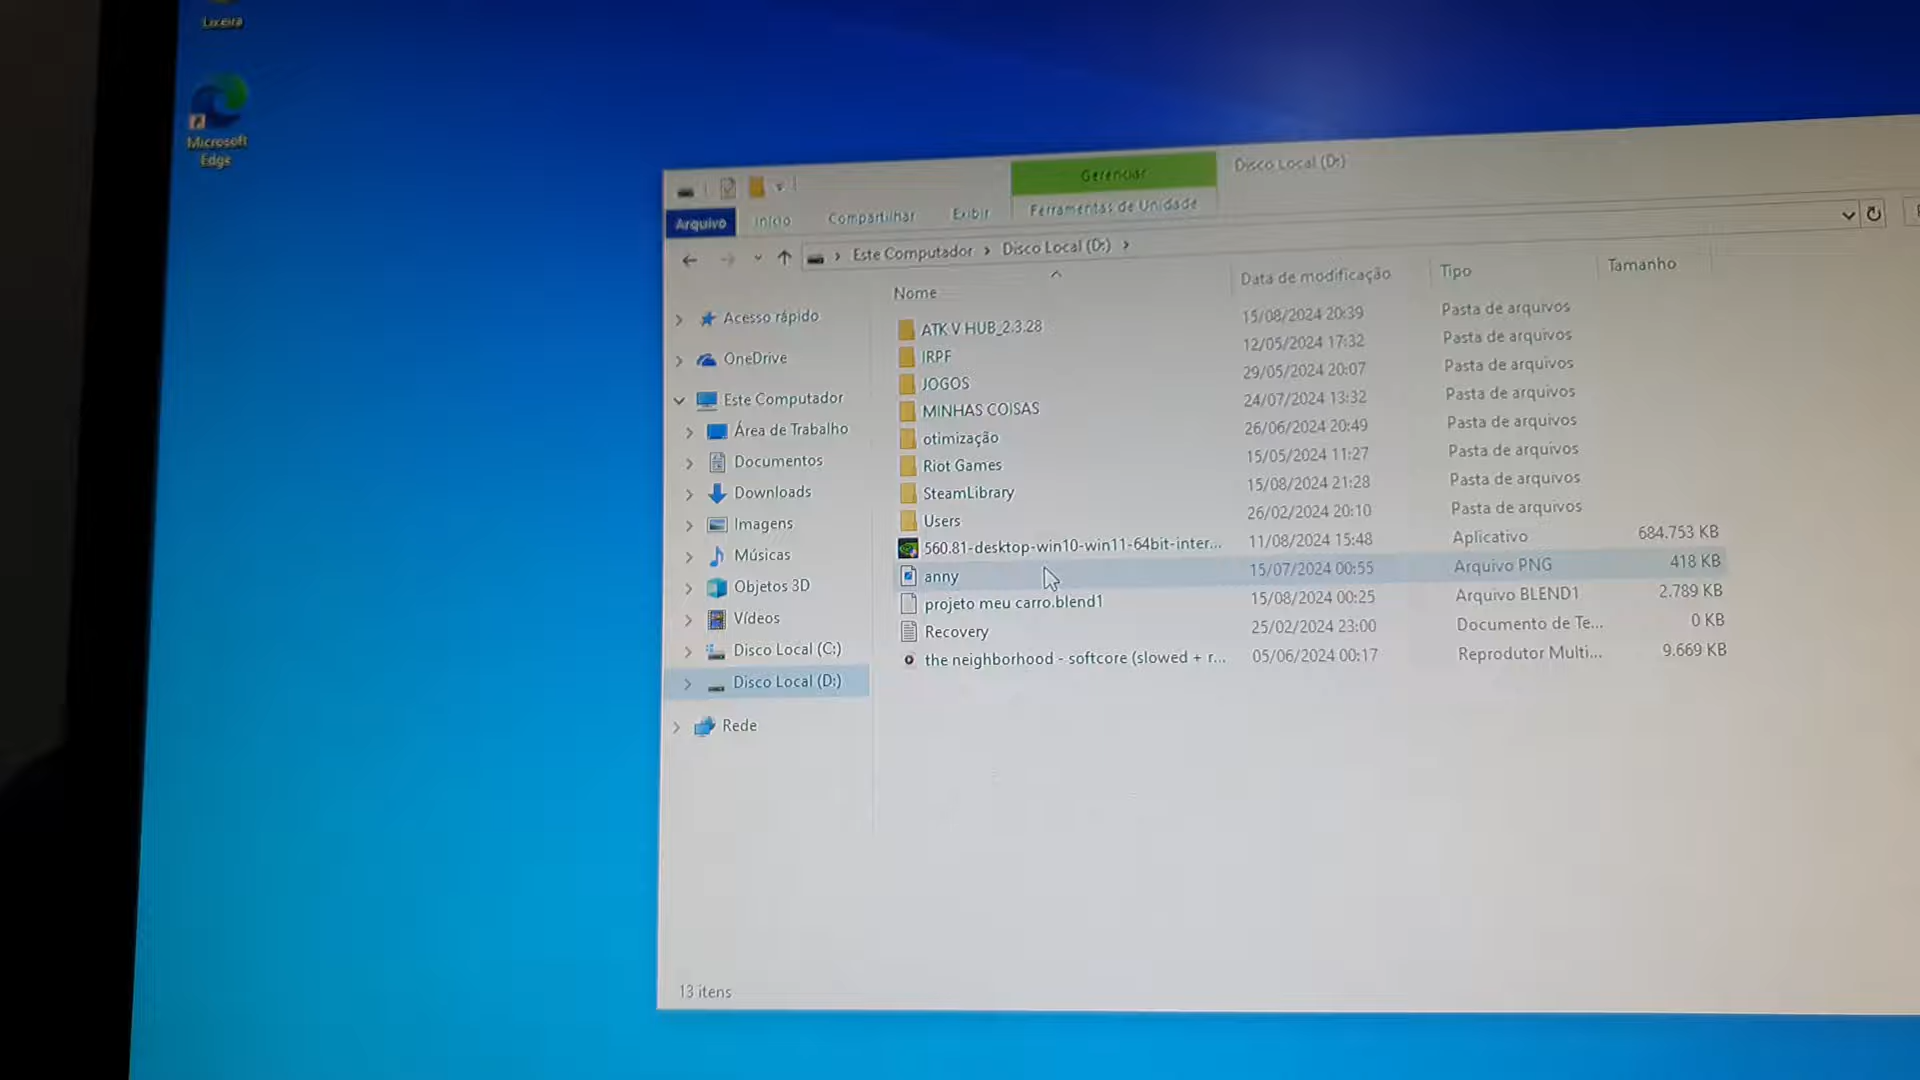 Lixeira
Microsoft
Edge
Gerenciar
Disco Local (D:)
Arquivo
Início
Compartilhar
Exibir
Ferramentas de Unidade
Este Computador
Disco Local (D:)
Nome
Data de modificação
Tipo
Tamanho
Acesso rápido
OneDrive
Este Computador
Área de Trabalho
Documentos
Downloads
Imagens
Músicas
Objetos 3D
Vídeos
Disco Local (C:)
Disco Local (D:)
Rede
ATK V HUB_2.3.28 15/08/2024 20:39 Pasta de arquivos
IRPF 12/05/2024 17:32 Pasta de arquivos
JOGOS 29/05/2024 20:07 Pasta de arquivos
MINHAS COISAS 24/07/2024 13:32 Pasta de arquivos
otimização 26/06/2024 20:49 Pasta de arquivos
Riot Games 15/05/2024 11:27 Pasta de arquivos
SteamLibrary 15/08/2024 21:28 Pasta de arquivos
Users 26/02/2024 20:10 Pasta de arquivos
560.81-desktop-win10-win11-64bit-inter... 11/08/2024 15:48 Aplicativo 684.753 KB
anny 15/07/2024 00:55 Arquivo PNG 418 KB
projeto meu carro.blend1 15/08/2024 00:25 Arquivo BLEND1 2.789 KB
Recovery 25/02/2024 23:00 Documento de Te... 0 KB
the neighborhood - softcore (slowed + r... 05/06/2024 00:17 Reprodutor Multi... 9.669 KB
13 itens